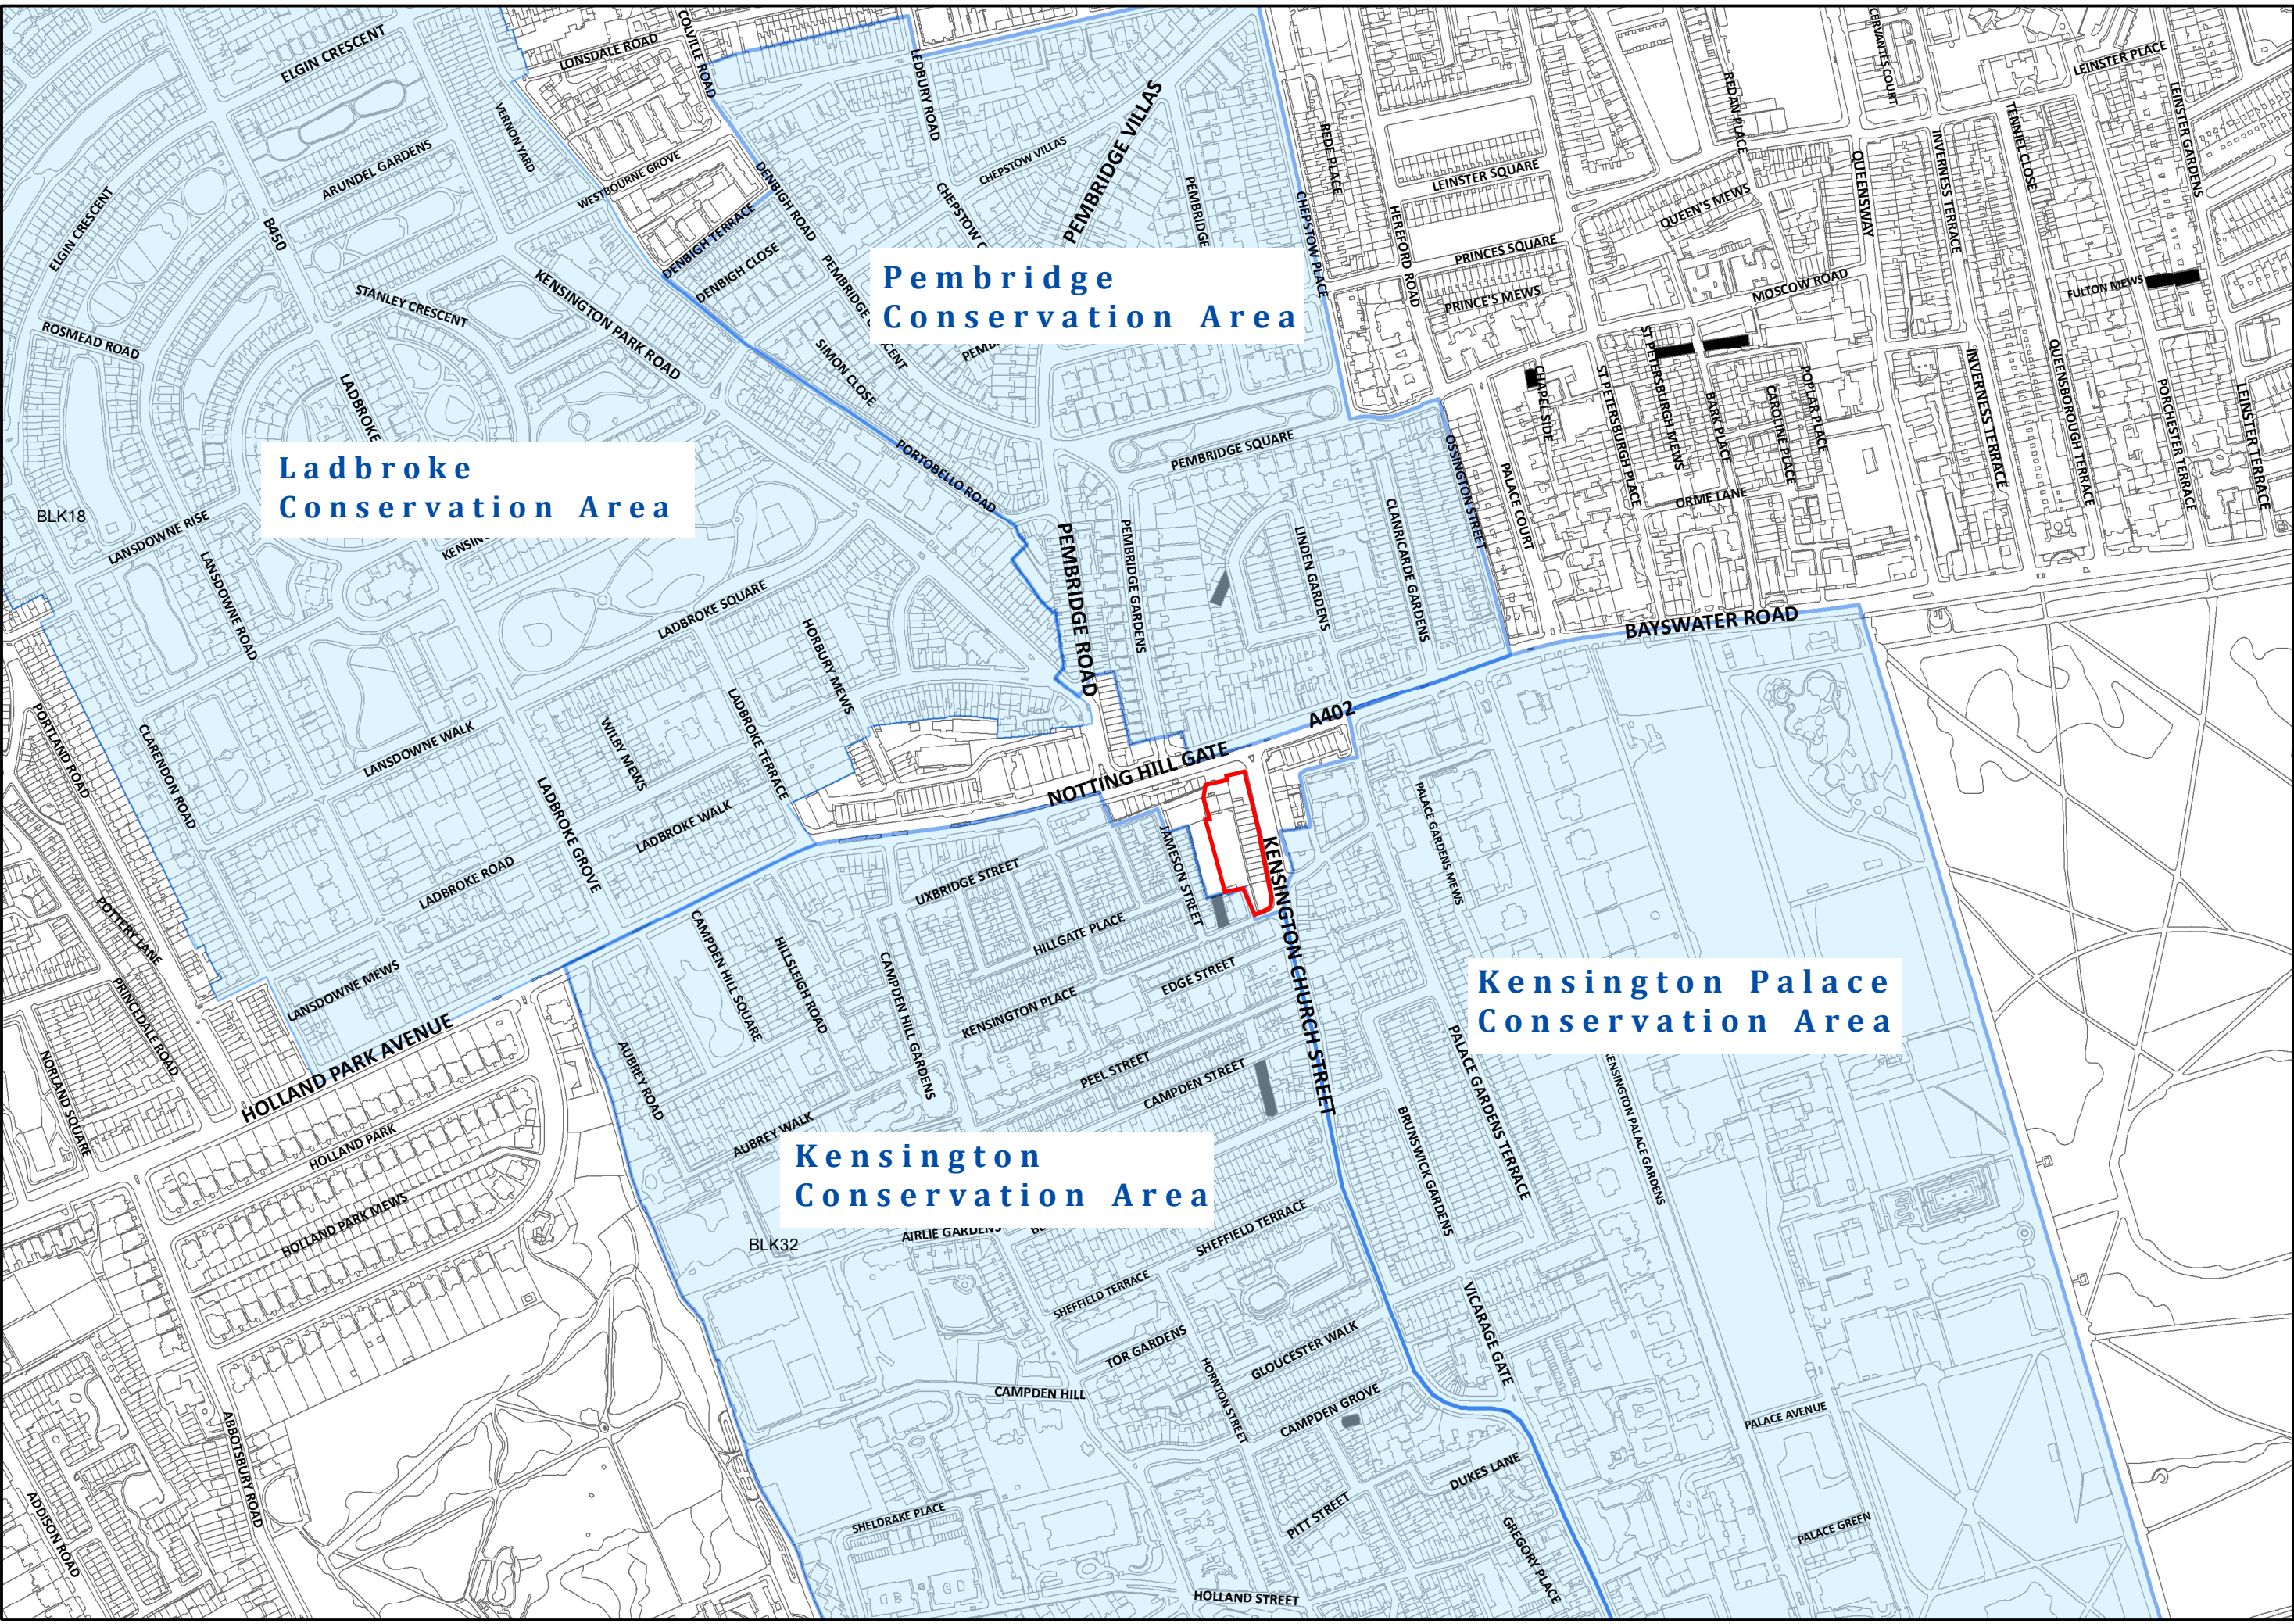 ELGIN CRESCENT
LONSDALE ROAD
COLVILLE ROAD
LEDBURY ROAD
CERVANTES COURT
LEINSTER PLACE
REDAN PLACE
LEINSTER GARDENS
VERNON YARD
ARUNDEL GARDENS
WESTBOURNE GROVE
CHEPSTOW VILLAS
PEMBRIDGE VILLAS
REDE PLACE
LEINSTER SQUARE
QUEENSWAY
INVERNESS TERRACE
TENNIEL CLOSE
ELGIN CRESCENT
B450
DENBIGH ROAD
DENBIGH TERRACE
DENBIGH CLOSE
CHEPSTOW C
PEMBRIDGE
CHEPSTOW PLACE
HEREFORD ROAD
QUEEN'S MEWS
PRINCES SQUARE
PRINCE'S MEWS
MOSCOW ROAD
FULTON MEWS
STANLEY CRESCENT
KENSINGTON PARK ROAD
PEMBRIDGE C
CENT
Pembridge
Conservation Area
PEMB
ROSMEAD ROAD
LADBROKE
SIMON CLOSE
CHAPEL SIDE
ST PETERSBURGH PLACE
ST PETERSBURGH MEWS
BARK PLACE
CAROLINE PLACE
POPLAR PLACE
INVERNESS TERRACE
QUEENSBOROUGH TERRACE
PORCHESTER TERRACE
LEINSTER TERRACE
PORTOBELLO ROAD
PEMBRIDGE SQUARE
OSSINGTON STREET
PALACE COURT
ORME LANE
Ladbroke
Conservation Area
BLK18
LANSDOWNE RISE
KENSIN
LANSDOWNE ROAD
PEMBRIDGE ROAD
PEMBRIDGE GARDENS
LINDEN GARDENS
CLANRICARDE GARDENS
LADBROKE SQUARE
HORBURY MEWS
BAYSWATER ROAD
PORTLAND ROAD
CLARENDON ROAD
LANSDOWNE WALK
WILBY MEWS
LADBROKE TERRACE
A402
NOTTING HILL GATE
LADBROKE GROVE
LADBROKE WALK
LADBROKE ROAD
UXBRIDGE STREET
JAMESON STREET
KENSINGTON CHURCH STREET
PALACE GARDENS MEWS
POTTERY LANE
PRINCEDALE ROAD
LANSDOWNE MEWS
CAMPDEN HILL SQUARE
HILLSLEIGH ROAD
CAMPDEN HILL GARDENS
HILLGATE PLACE
KENSINGTON PLACE
EDGE STREET
Kensington Palace
Conservation Area
HOLLAND PARK AVENUE
NORLAND SQUARE
AUBREY ROAD
AUBREY WALK
PEEL STREET
CAMPDEN STREET
BRUNSWICK GARDENS
PALACE GARDENS TERRACE
KENSINGTON PALACE GARDENS
HOLLAND PARK
HOLLAND PARK MEWS
Kensington
Conservation Area
BLK32
AIRLIE GARDENS
SHEFFIELD TERRACE
SHEFFIELD TERRACE
TOR GARDENS
HORNTON STREET
GLOUCESTER WALK
VICARAGE GATE
CAMPDEN HILL
CAMPDEN GROVE
PALACE AVENUE
ABBOTSBURY ROAD
ADDISON ROAD
SHELDRAKE PLACE
PITT STREET
DUKES LANE
GREGORY PLACE
PALACE GREEN
HOLLAND STREET